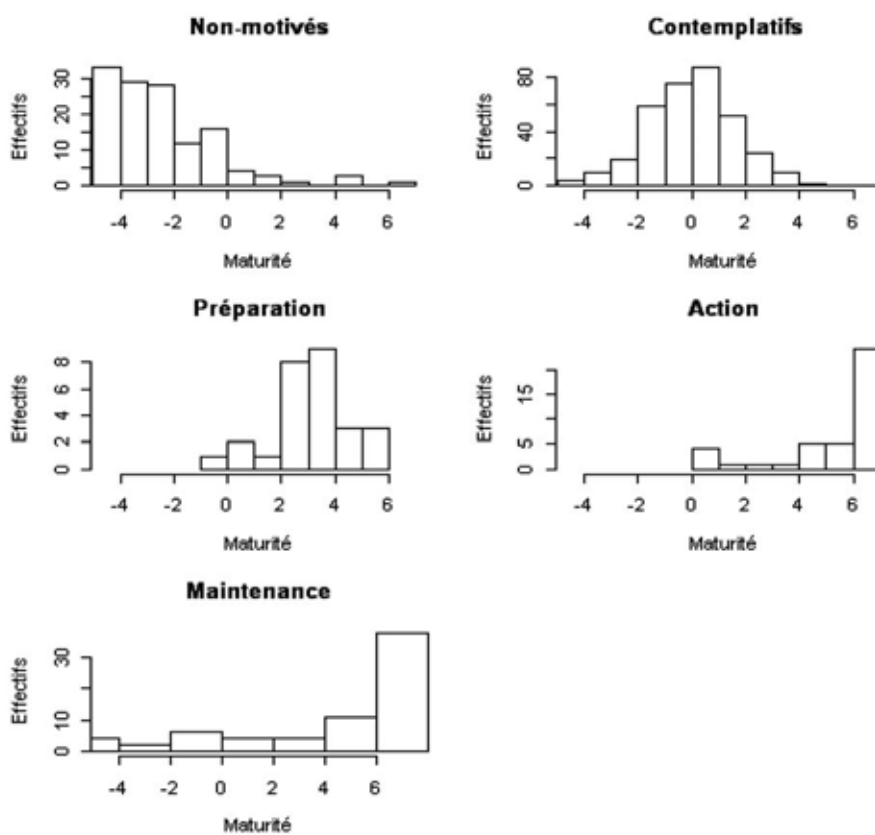 Non-motivés
Contemplatifs
Effectifs
0 10 20 30
-4 -2 0 2 4 6
Maturité
Effectifs
0 40 80
-4 -2 0 2 4 6
Maturité
Préparation
Action
Effectifs
0 2 4 6 8
-4 -2 0 2 4 6
Maturité
Effectifs
0 5 15
-4 -2 0 2 4 6
Maturité
Maintenance
Effectifs
0 10 30
-4 -2 0 2 4 6
Maturité